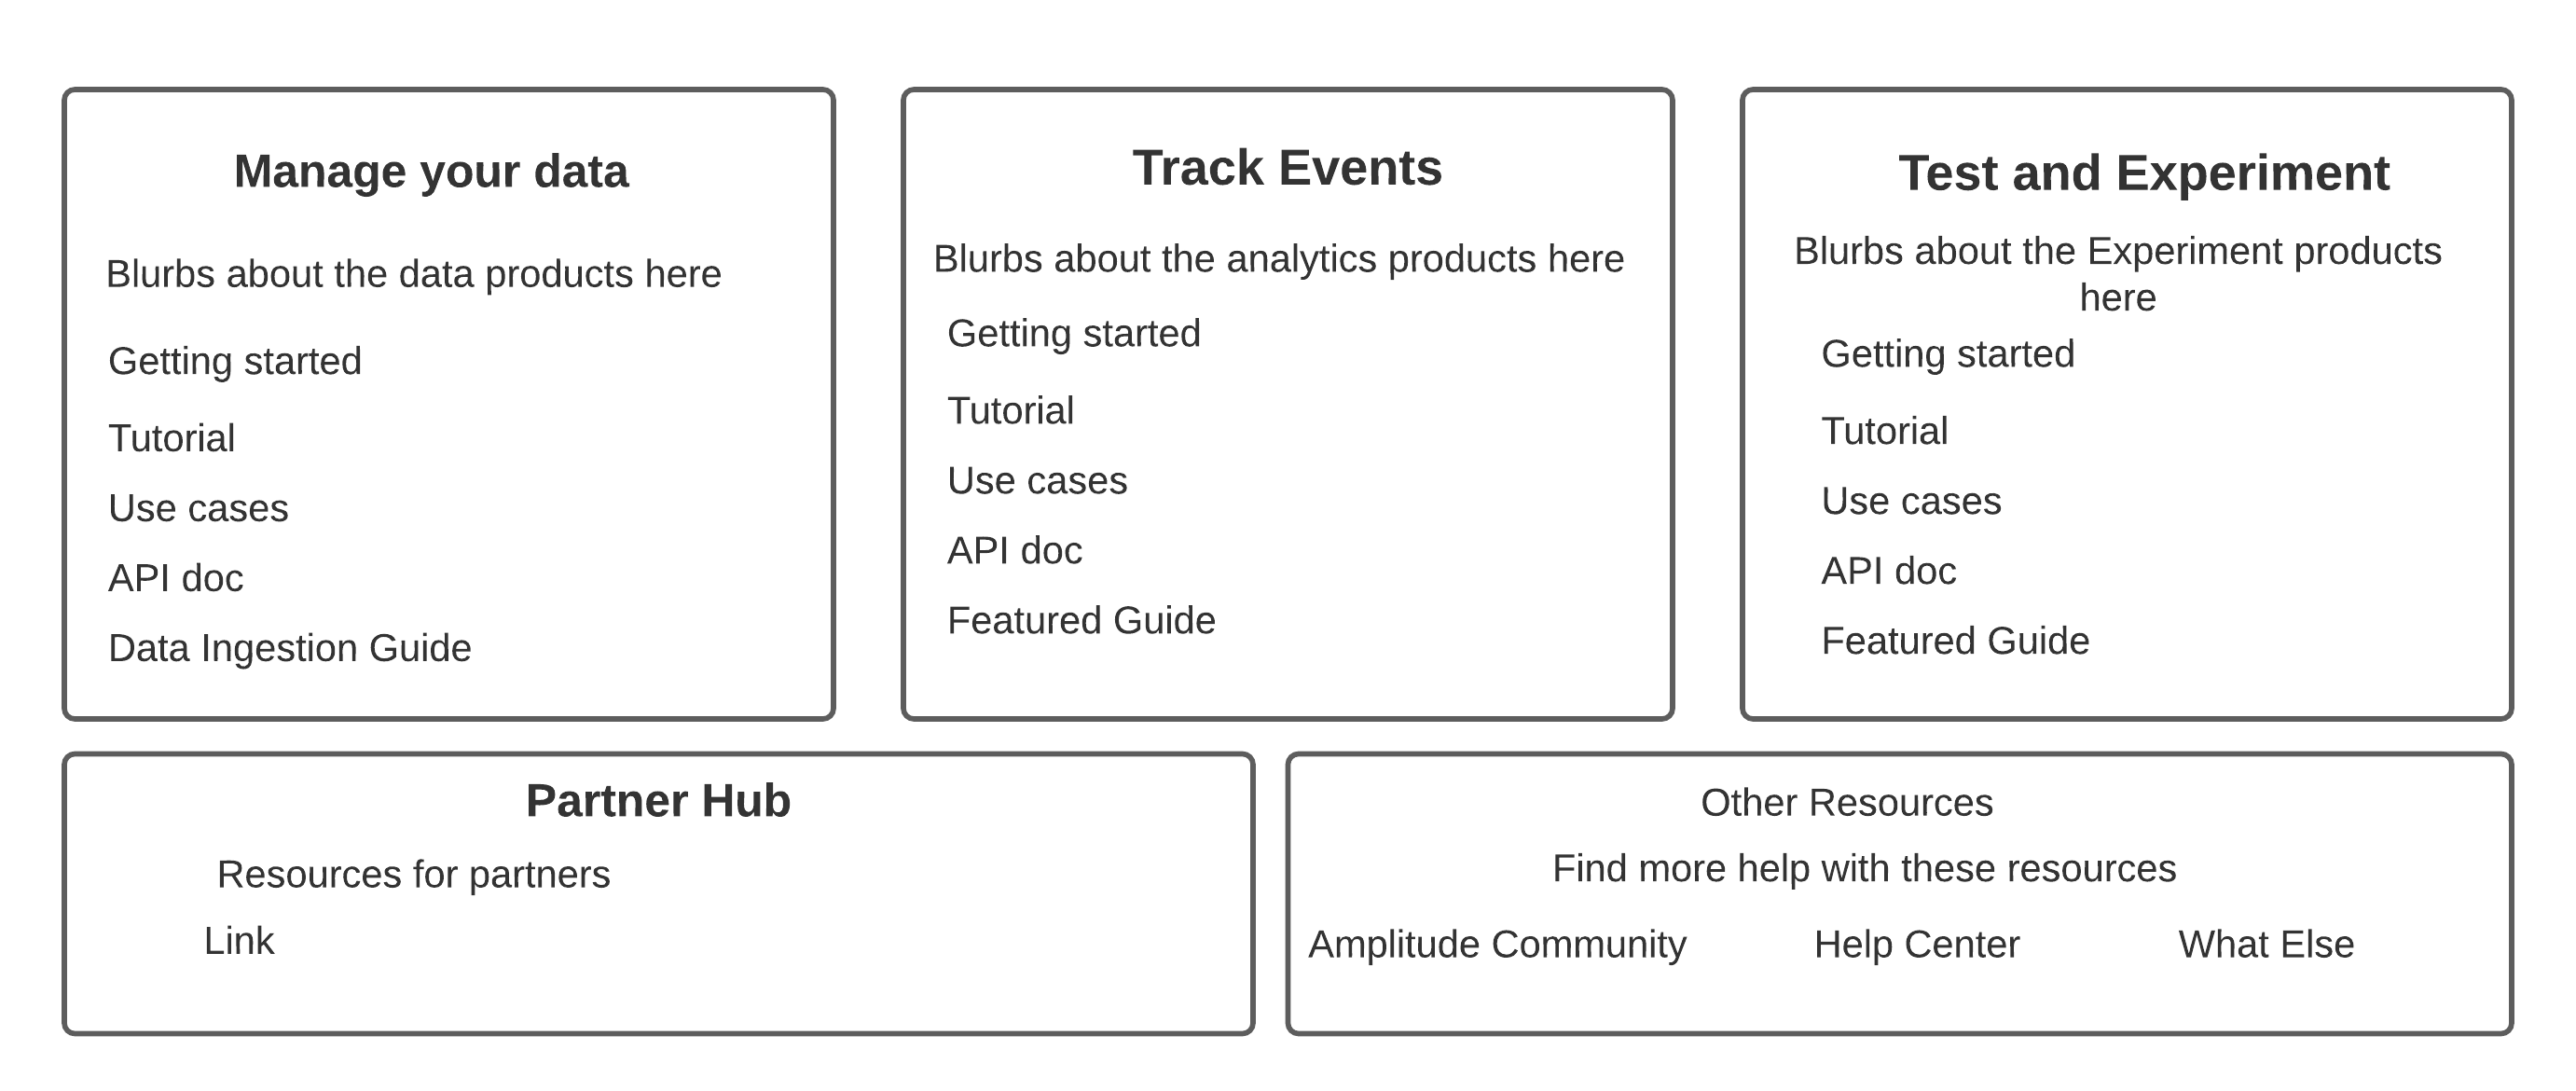 Manage your data
Blurbs about the data products here
Getting started
Tutorial
Use cases
API doc
Data Ingestion Guide
Track Events
Blurbs about the analytics products here
Getting started
Tutorial
Use cases
API doc
Featured Guide
Test and Experiment
Blurbs about the Experiment products
here
Getting started
Tutorial
Use cases
API doc
Featured Guide
Partner Hub
Resources for partners
Link
Other Resources
Find more help with these resources
Amplitude Community
Help Center
What Else